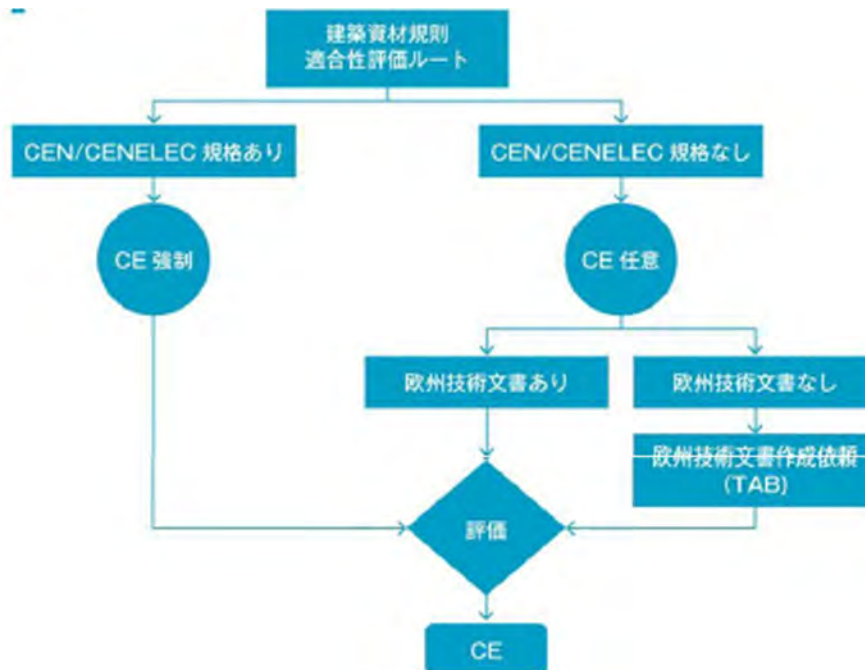 建築資材規則
適合性評価ルート
CEN/CENELEC 規格あり
CEN/CENELEC 規格なし
CE 強制
CE 任意
欧州技術文書あり
欧州技術文書なし
欧州技術文書作成依頼
(TAB)
評価
CE